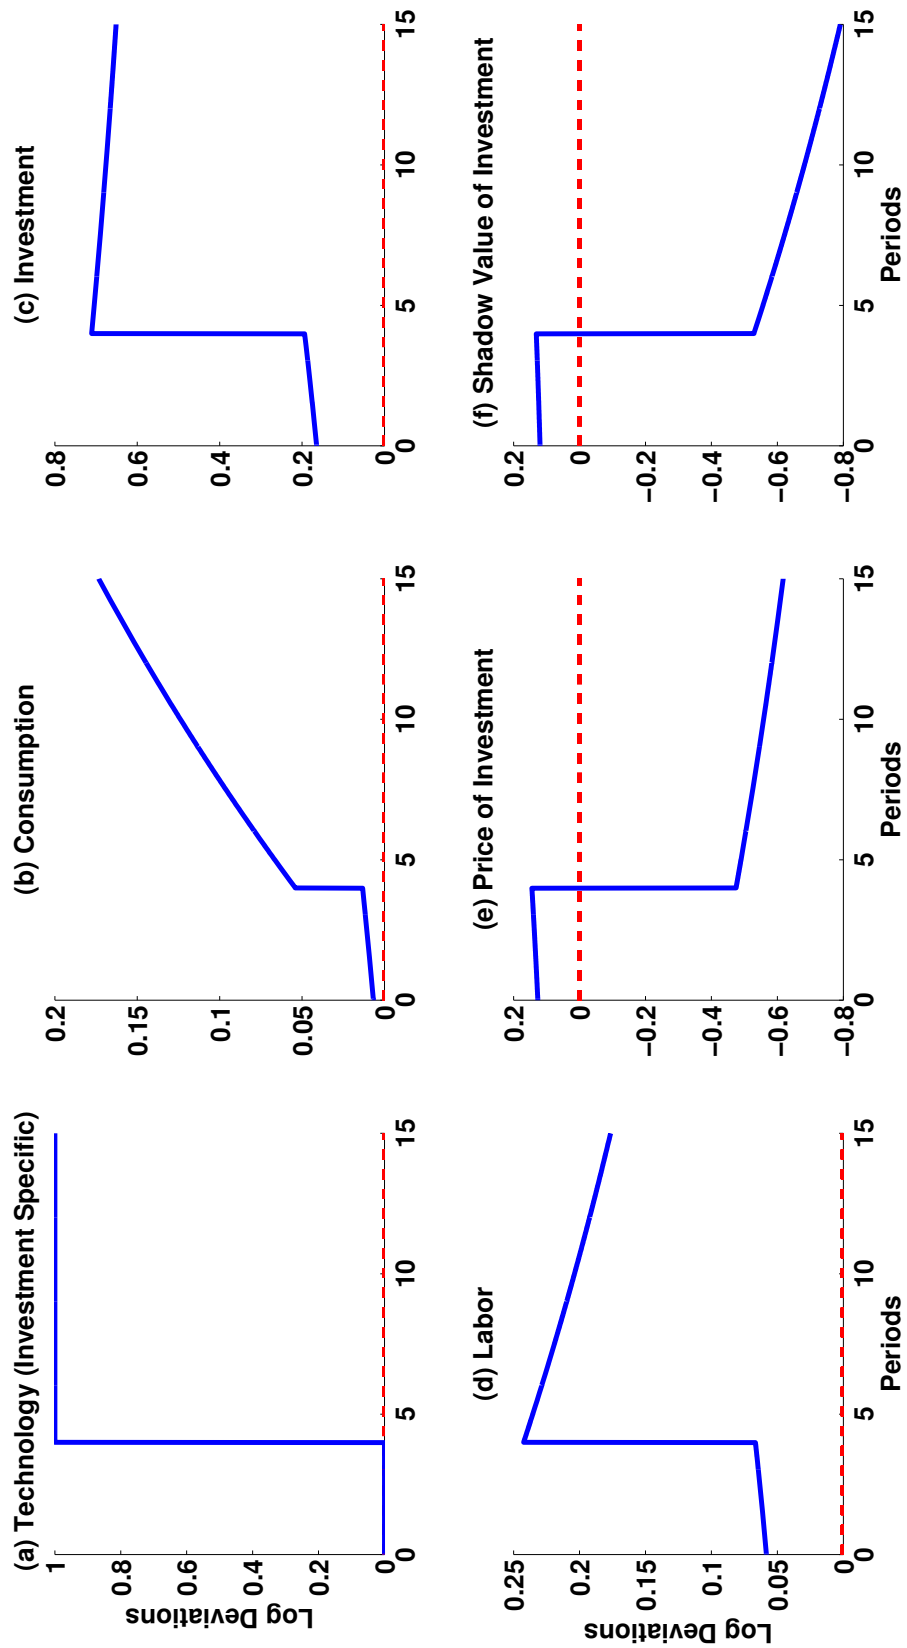 (a) Technology (Investment Specific)
Log Deviations
1
0.8
0.6
0.4
0.2
0
0 5 10 15
(b) Consumption
0.2
0.15
0.1
0.05
0
0 5 10 15
(c) Investment
0.8
0.6
0.4
0.2
0
0 5 10 15
(d) Labor
Log Deviations
0.25
0.2
0.15
0.1
0.05
0
0 5 10 15
Periods
(e) Price of Investment
0.2
0
−0.2
−0.4
−0.6
−0.8
0 5 10 15
Periods
(f) Shadow Value of Investment
0.2
0
−0.2
−0.4
−0.6
−0.8
0 5 10 15
Periods